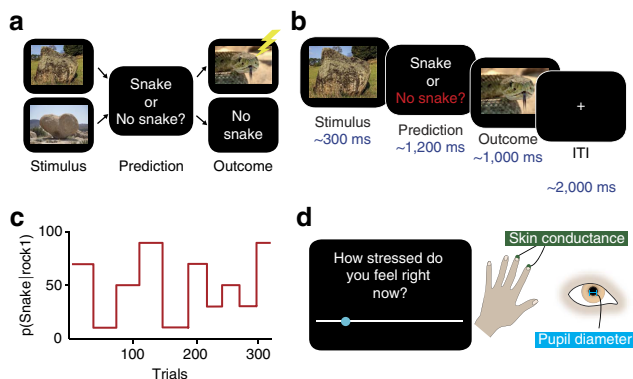 a
Snake
or
No snake?
No
snake
Stimulus
Prediction
Outcome
b
Snake
or
No snake?
+
Stimulus
~300 ms
Prediction
~1,200 ms
Outcome
~1,000 ms
ITI
~2,000 ms
c
p(Snake|rock1)
100
50
0
100
200
300
Trials
d
How stressed do
you feel right
now?
Skin conductance
Pupil diameter